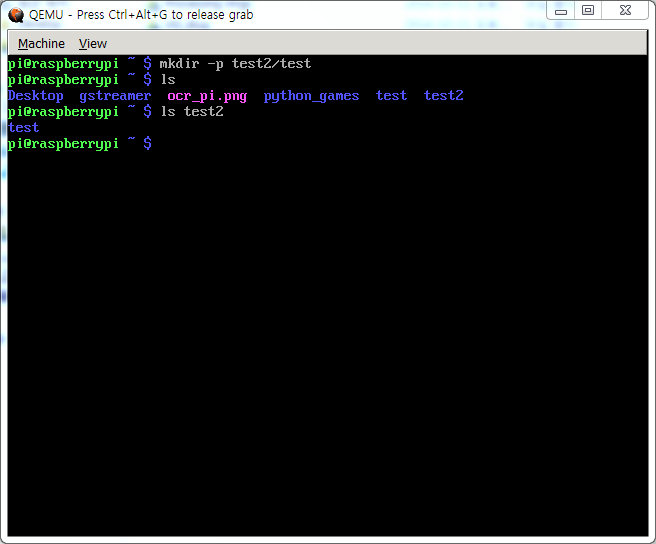 QEMU - Press Ctrl+Alt+G to release grab
Machine View
pi@raspberrypi ~ $ mkdir -p test2/test
pi@raspberrypi ~ $ ls
Desktop gstreamer ocr_pi.png python_games test test2
pi@raspberrypi ~ $ ls test2
test
pi@raspberrypi ~ $